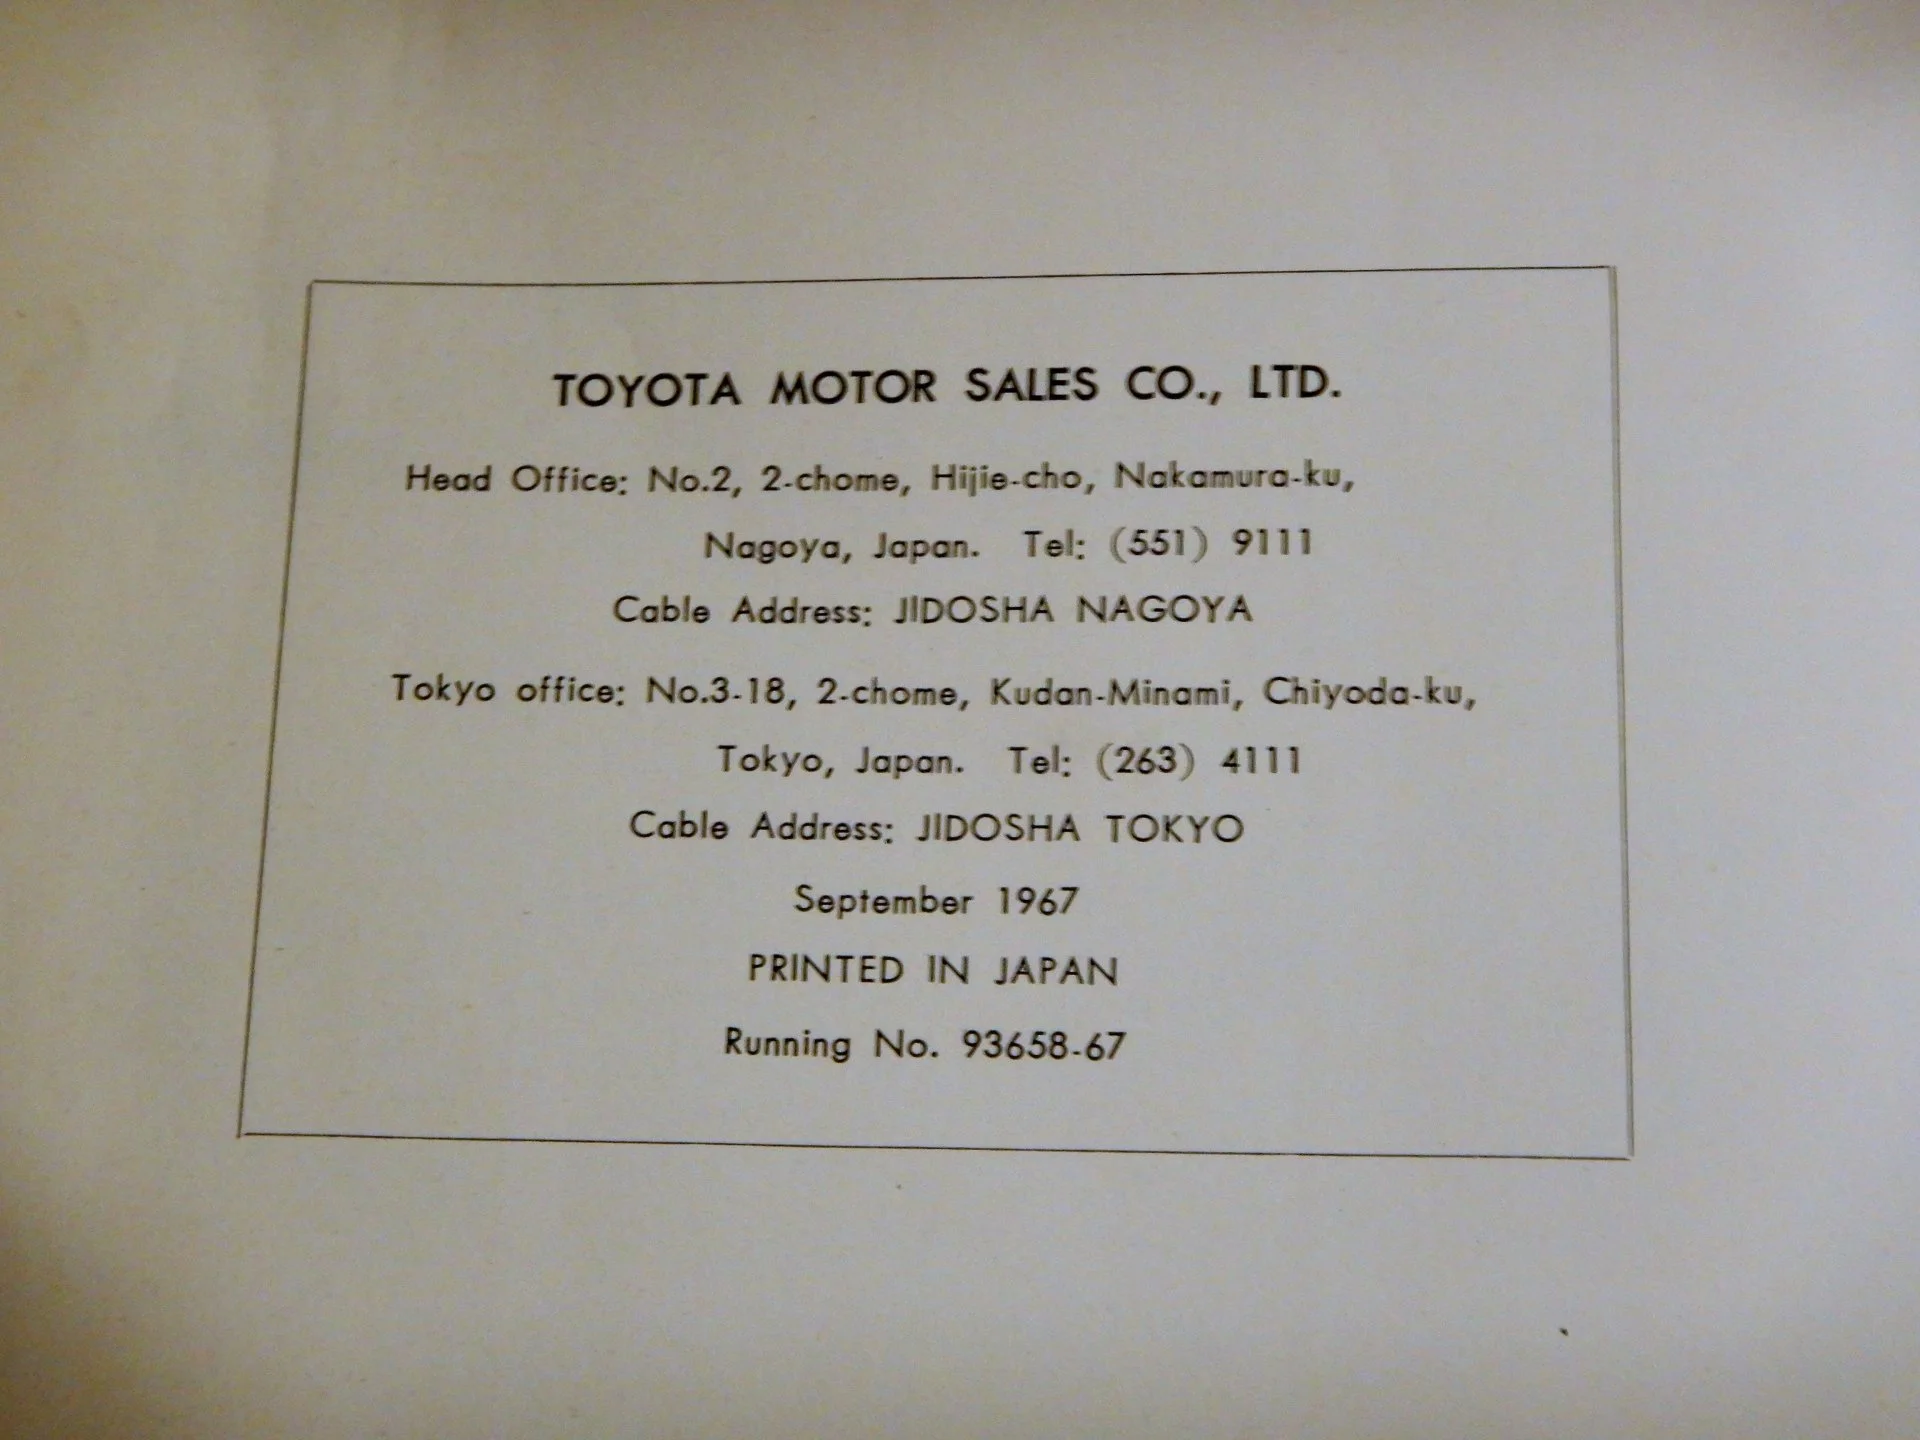 TOYOTA MOTOR SALES CO., LTD.
Head Office: No.2, 2-chome, Hijie-cho, Nakamura-ku,
Nagoya, Japan. Tel: (551) 9111
Cable Address: JIDOSHA NAGOYA
Tokyo office: No.3-18, 2-chome, Kudan-Minami, Chiyoda-ku,
Tokyo, Japan. Tel: (263) 4111
Cable Address: JIDOSHA TOKYO
September 1967
PRINTED IN JAPAN
Running No. 93658-67